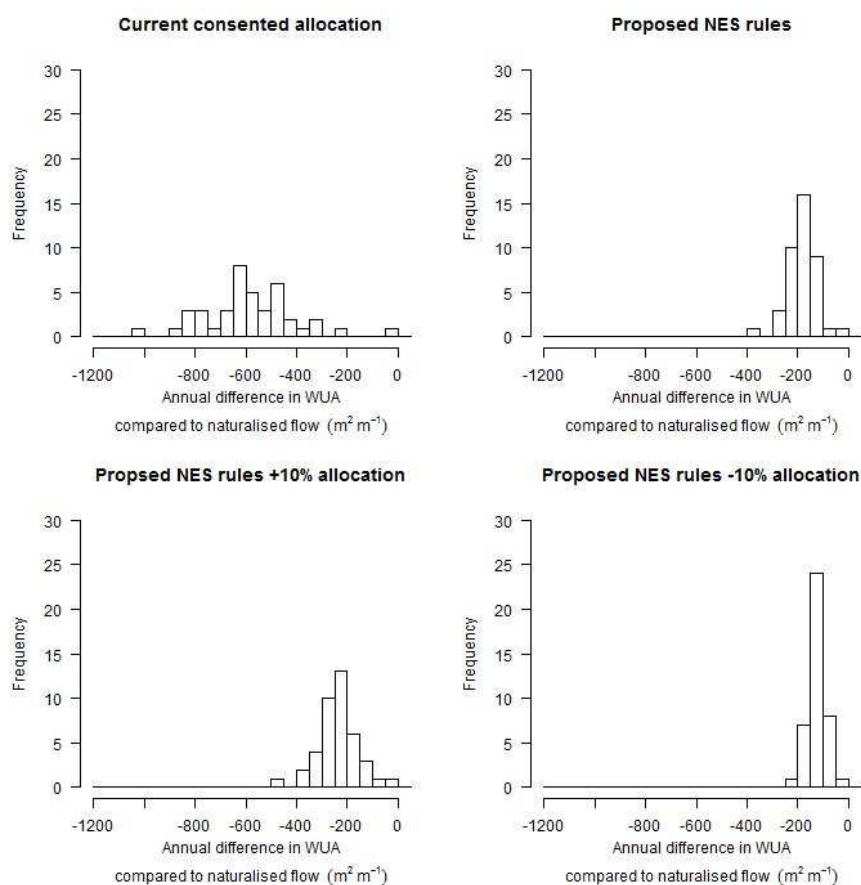 Current consented allocation
30
25
20
15
10
5
0
Frequency
-1200 -800 -600 -400 -200 0
Annual difference in WUA
compared to naturalised flow (m² m⁻¹)
Proposed NES rules
30
25
20
15
10
5
0
Frequency
-1200 -800 -600 -400 -200 0
Annual difference in WUA
compared to naturalised flow (m² m⁻¹)
Propsed NES rules +10% allocation
30
25
20
15
10
5
0
Frequency
-1200 -800 -600 -400 -200 0
Annual difference in WUA
compared to naturalised flow (m² m⁻¹)
Proposed NES rules -10% allocation
30
25
20
15
10
5
0
Frequency
-1200 -800 -600 -400 -200 0
Annual difference in WUA
compared to naturalised flow (m² m⁻¹)